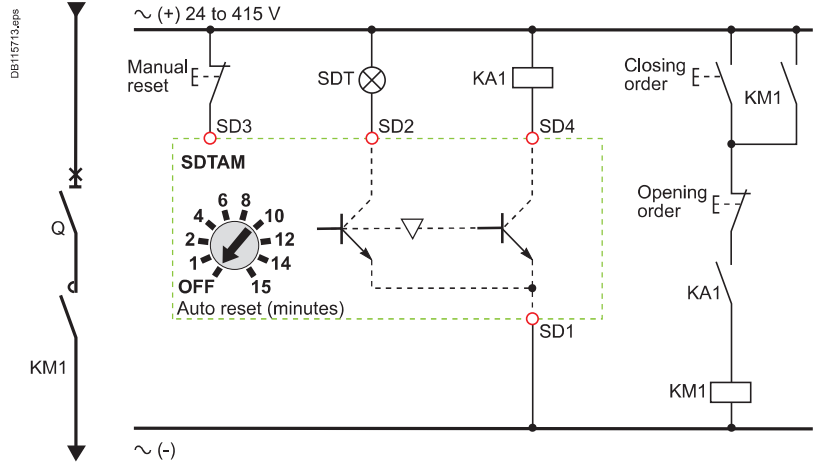 DB115713.eps
∼ (+) 24 to 415 V
Manual
reset
SDT
KA1
Closing
order
KM1
SD3
SD2
SD4
SDTAM
Opening
order
Q
6 8
4 10
2 12
1 14
OFF 15
Auto reset (minutes)
SD1
KA1
KM1
KM1
∼ (-)